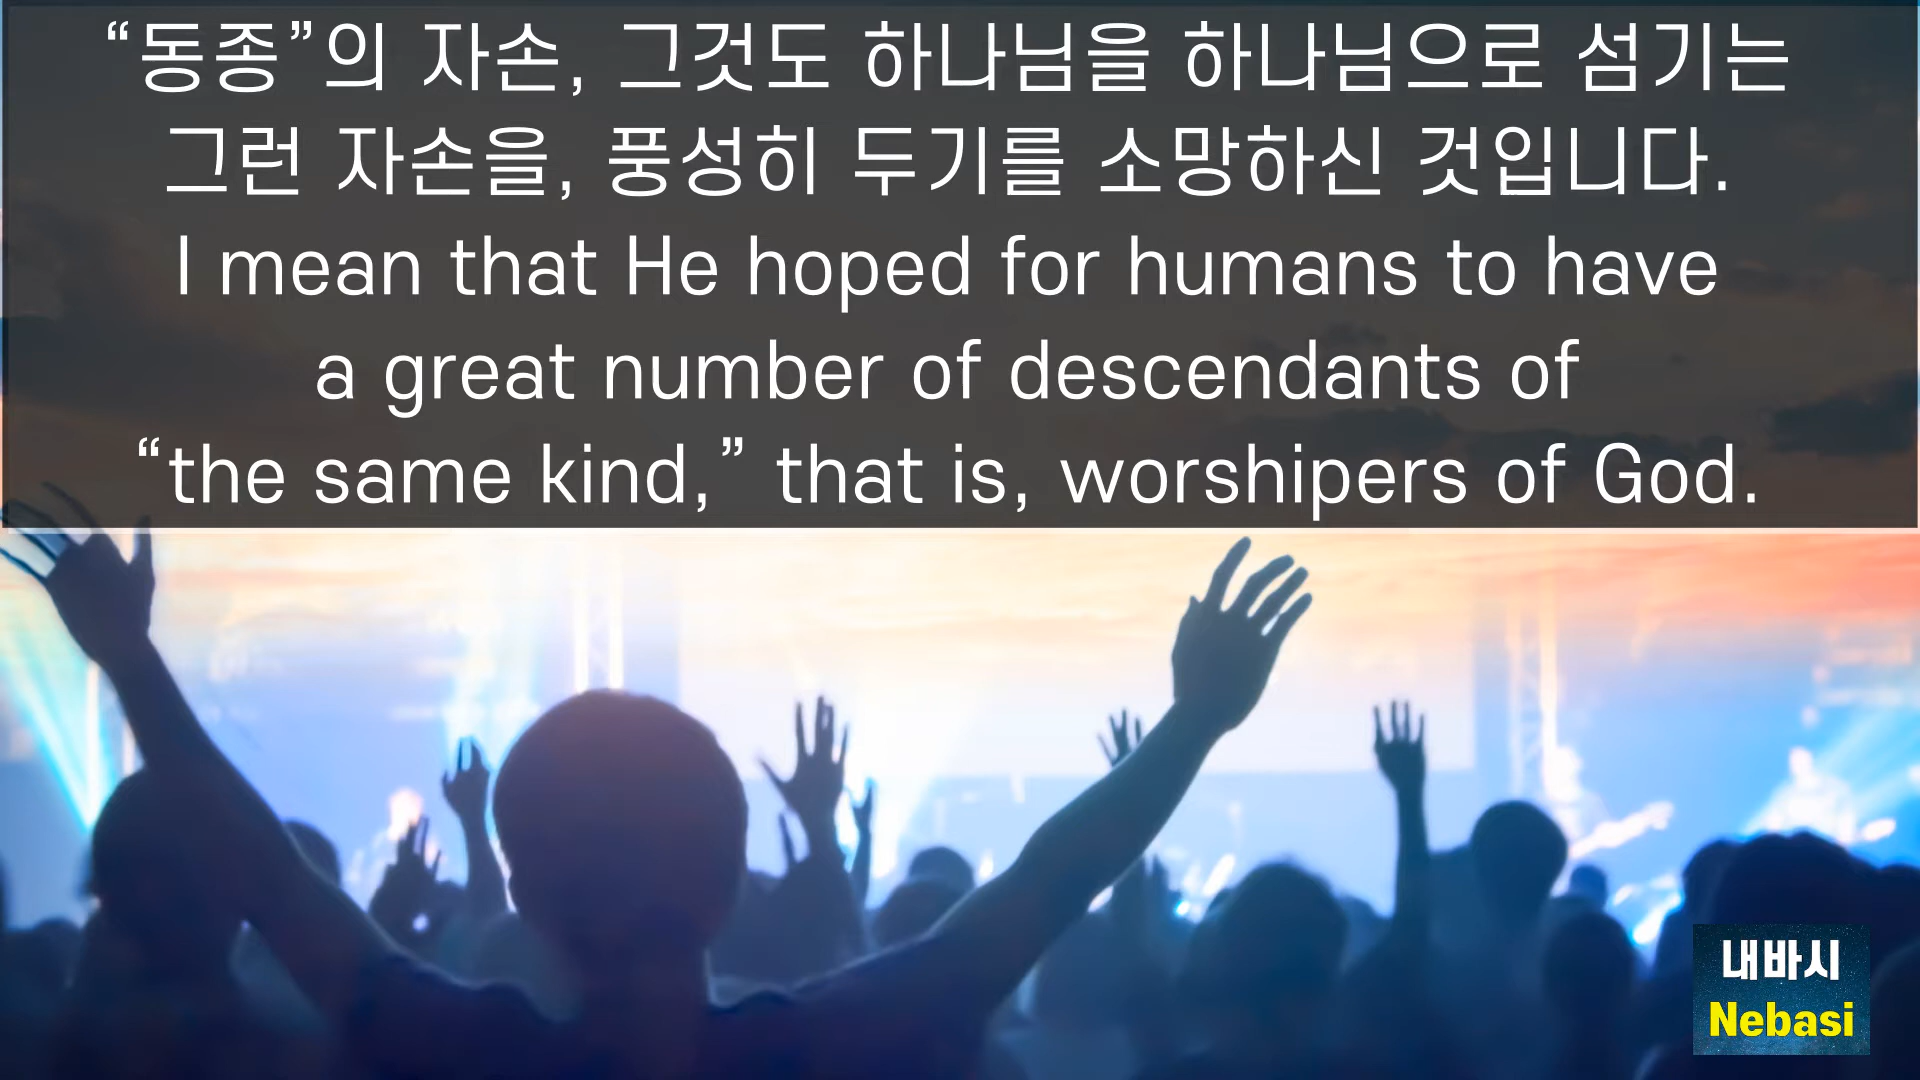 “동종”의 자손, 그것도 하나님을 하나님으로 섬기는
그런 자손을, 풍성히 두기를 소망하신 것입니다.
I mean that He hoped for humans to have
a great number of descendants of
“the same kind,” that is, worshipers of God.
내바시
Nebasi